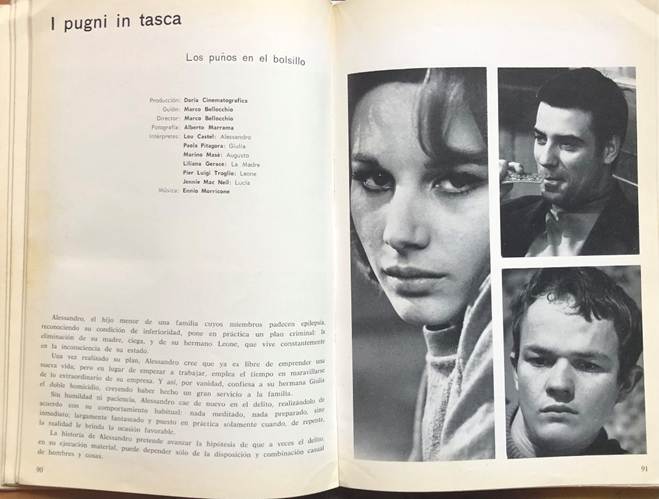 I pugni in tasca
Los puños en el bolsillo
Producción: Doria Cinematografica
Guión: Marco Bellocchio
Director: Marco Bellocchio
Fotografía: Alberto Marrama
Intérpretes: Lou Castel: Alessandro
Paola Pitagora: Giulia
Marino Masé: Augusto
Liliana Gerace: La Madre
Pier Luigi Troglio: Leone
Jennie Mac Neil: Lucia
Música: Ennio Morricone
Alessandro, el hijo menor de una familia cuyos miembros padecen epilepsia,
reconociendo su condición de inferioridad, pone en práctica un plan criminal: la
eliminación de su madre, ciega, y de su hermano Leone, que vive constantemente
en la inconsciencia de su estado.
Una vez realizado su plan, Alessandro cree que ya es libre de emprender una
nueva vida, pero en lugar de empezar a trabajar, emplea el tiempo en maravillarse
de lo extraordinario de su empresa. Y así, por vanidad, confiesa a su hermana Giulia
el doble homicidio, creyendo haber hecho un gran servicio a la familia.
Sin humildad ni paciencia, Alessandro cae de nuevo en el delito, realizándolo de
acuerdo con su comportamiento habitual: nada meditado, nada preparado, sino
inmediato; largamente fantaseado y puesto en práctica solamente cuando, de repente,
la realidad le brinda la ocasión favorable.
La historia de Alessandro pretende avanzar la hipótesis de que a veces el delito,
en su ejecución material, puede depender sólo de la disposición y combinación casual
de hombres y cosas.
90
91